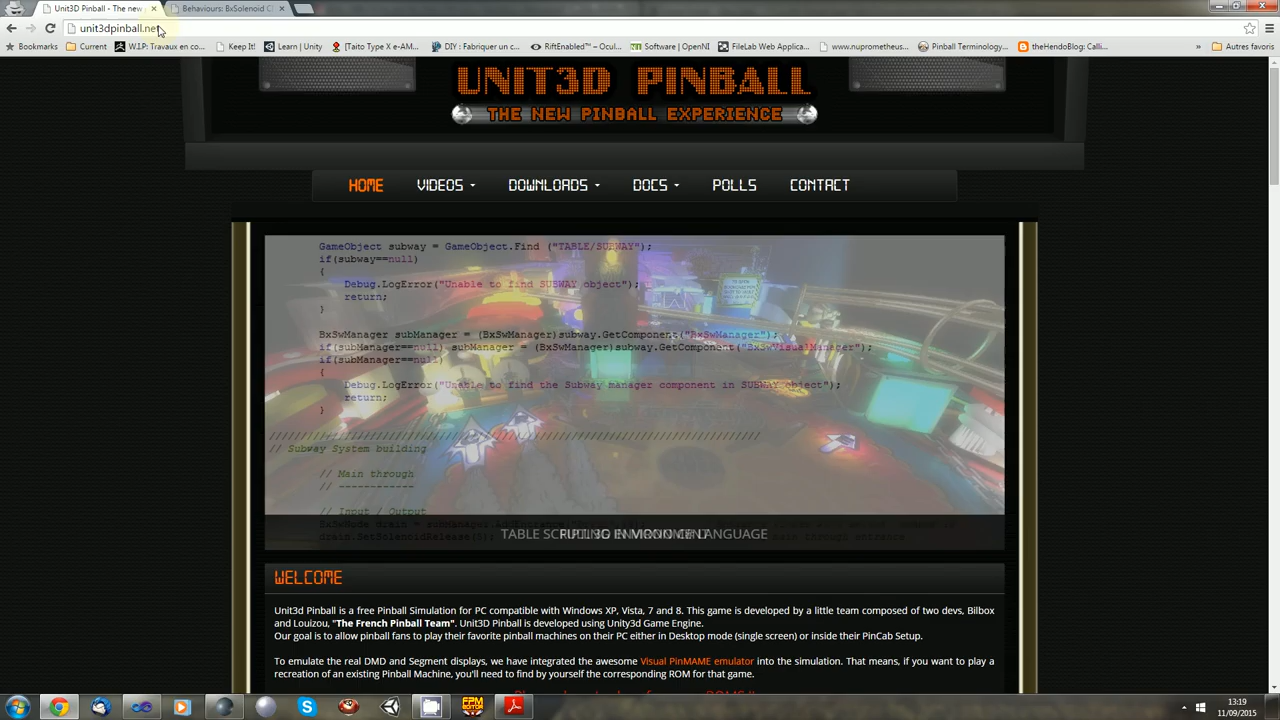 Unit3D Pinball - The new
Behaviours: BxSolenoid Cl
unit3dpinball.net
Bookmarks
Current
W.I.P: Travaux en co...
Keep It!
Learn | Unity
[Taito Type X e-AM...
DIY : Fabriquer un c...
RiftEnabled™ – Ocul...
Software | OpenNI
FileLab Web Applica...
www.nuprometheus...
Pinball Terminology...
theHendoBlog: Calli...
»
Autres favoris
UNIT3D PINBALL
THE NEW PINBALL EXPERIENCE
HOME
VIDEOS
DOWNLOADS
DOCS
POLLS
CONTACT
GameObject subway = GameObject.Find ("TABLE/SUBWAY");
if(subway==null)
{
Debug.LogError("Unable to find SUBWAY object");
return;
}
BxSwManager subManager = (BxSwManager)subway.GetComponent("BxSwManager");
if(subManager==null) subManager = (BxSwManager)subway.GetComponent("BxSwVisualManager");
if(subManager==null)
{
Debug.LogError("Unable to find the Subway manager component in SUBWAY object");
return;
}
////////////////////////////////////////////////////////////////////////////////
// Subway System building
// Main through
// ------------
// Input / Output
WELCOME
Unit3d Pinball is a free Pinball Simulation for PC compatible with Windows XP, Vista, 7 and 8. This game is developed by a little team composed of two devs, Bilbox
and Louizou, "The French Pinball Team". Unit3D Pinball is developed using Unity3d Game Engine.
Our goal is to allow pinball fans to play their favorite pinball machines on their PC either in Desktop mode (single screen) or inside their PinCab Setup.
To emulate the real DMD and Segment displays, we have integrated the awesome Visual PinMAME emulator into the simulation. That means, if you want to play a
recreation of an existing Pinball Machine, you'll need to find by yourself the corresponding ROM for that game.
FPM
EDITOR
13:19
11/09/2015